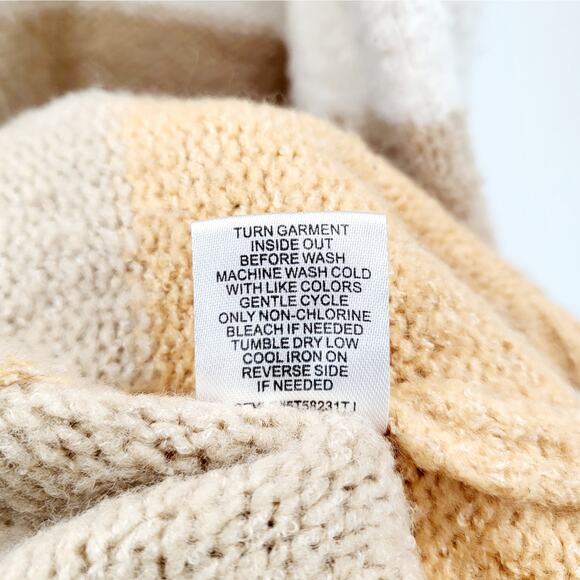 TURN GARMENT
INSIDE OUT
BEFORE WASH
MACHINE WASH COLD
WITH LIKE COLORS
GENTLE CYCLE
ONLY NON-CHLORINE
BLEACH IF NEEDED
TUMBLE DRY LOW
COOL IRON ON
REVERSE SIDE
IF NEEDED